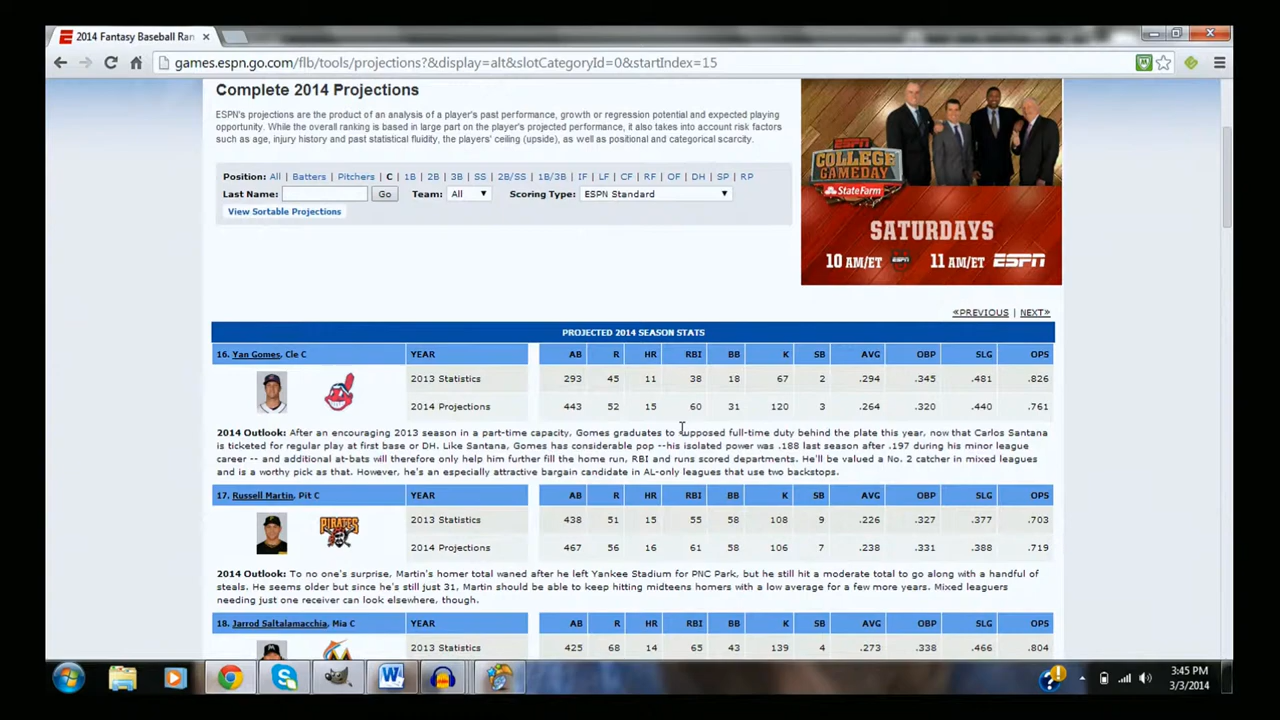 2014 Fantasy Baseball Ran
games.espn.go.com/flb/tools/projections?&display=alt&slotCategoryId=0&startIndex=15
Complete 2014 Projections
ESPN's projections are the product of an analysis of a player's past performance, growth or regression potential and expected playing
opportunity. While the overall ranking is based in large part on the player's projected performance, it also takes into account risk factors
such as age, injury history and past statistical fluidity, the players' ceiling (upside), as well as positional and categorical scarcity.
Position: All | Batters | Pitchers | C | 1B | 2B | 3B | SS | 2B/SS | 1B/3B | IF | LF | CF | RF | OF | DH | SP | RP
Last Name: Go Team: All Scoring Type: ESPN Standard
View Sortable Projections
ESPN
COLLEGE
GAMEDAY
State Farm
SATURDAYS
10 AM/ET ESPNU 11 AM/ET ESPN
«PREVIOUS | NEXT»
PROJECTED 2014 SEASON STATS
16. Yan Gomes, Cle C YEAR AB R HR RBI BB K SB AVG OBP SLG OPS
2013 Statistics 293 45 11 38 18 67 2 .294 .345 .481 .826
2014 Projections 443 52 15 60 31 120 3 .264 .320 .440 .761
2014 Outlook: After an encouraging 2013 season in a part-time capacity, Gomes graduates to supposed full-time duty behind the plate this year, now that Carlos Santana
is ticketed for regular play at first base or DH. Like Santana, Gomes has considerable pop --his isolated power was .188 last season after .197 during his minor league
career -- and additional at-bats will therefore only help him further fill the home run, RBI and runs scored departments. He'll be valued a No. 2 catcher in mixed leagues
and is a worthy pick as that. However, he's an especially attractive bargain candidate in AL-only leagues that use two backstops.
17. Russell Martin, Pit C YEAR AB R HR RBI BB K SB AVG OBP SLG OPS
PIRATES
2013 Statistics 438 51 15 55 58 108 9 .226 .327 .377 .703
2014 Projections 467 56 16 61 58 106 7 .238 .331 .388 .719
2014 Outlook: To no one's surprise, Martin's homer total waned after he left Yankee Stadium for PNC Park, but he still hit a moderate total to go along with a handful of
steals. He seems older but since he's still just 31, Martin should be able to keep hitting midteens homers with a low average for a few more years. Mixed leaguers
needing just one receiver can look elsewhere, though.
18. Jarrod Saltalamacchia, Mia C YEAR AB R HR RBI BB K SB AVG OBP SLG OPS
2013 Statistics 425 68 14 65 43 139 4 .273 .338 .466 .804
3:45 PM
3/3/2014